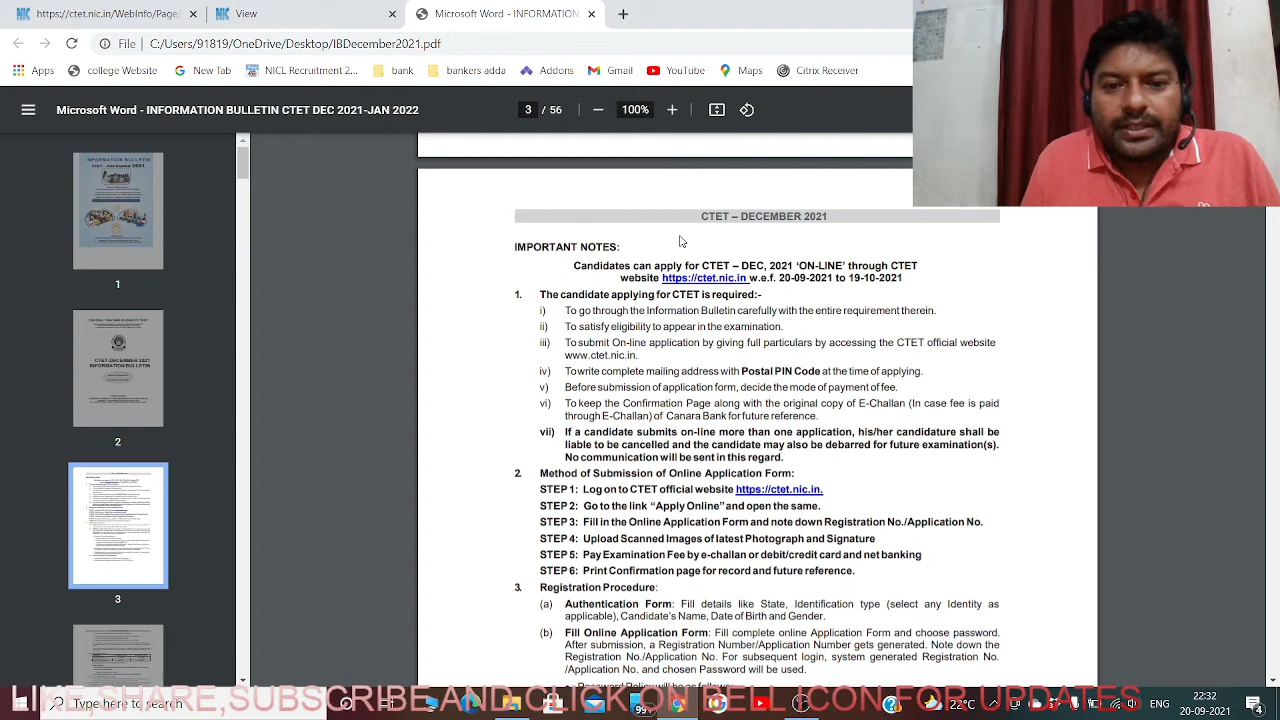 https://ctet.nic.in/WebInfo/Page/
View
Microsoft Word - INFORMATION
File
OneDrive/Desktop/IBDecember2021.pdf
Apps
college Website
News
bank
bankersadda
Addons
Gmail
YouTube
Maps
Citrix Receiver
Microsoft Word - INFORMATION BULLETIN CTET DEC 2021-JAN 2022
3 / 56
100%
INFORMATION BULLETIN
CTET - DECEMBER 2021
1
CTET-DECEMBER 2021
2
3
CTET – DECEMBER 2021
IMPORTANT NOTES:
Candidates can apply for CTET – DEC, 2021 ‘ON-LINE’ through CTET
website https://ctet.nic.in w.e.f. 20-09-2021 to 19-10-2021
1. The candidate applying for CTET is required:-
i) To go through the Information Bulletin carefully with the entire requirement therein.
ii) To satisfy eligibility to appear in the examination.
iii) To submit On-line application by giving full particulars by accessing the CTET official website
www.ctet.nic.in.
iv) To write complete mailing address with Postal PIN Code at the time of applying.
v) Before submission of application form, decide the mode of payment of fee.
vi) To keep the Confirmation Page along with the original copy of E-Challan (In case fee is paid
through E-Challan) of Canara Bank for future reference.
vii) If a candidate submits on-line more than one application, his/her candidature shall be
liable to be cancelled and the candidate may also be debarred for future examination(s).
No communication will be sent in this regard.
2. Method of Submission of Online Application Form:
STEP 1: Log on to CTET official website https://ctet.nic.in.
STEP 2: Go to the link “Apply Online” and open the same.
STEP 3: Fill in the Online Application Form and note down Registration No./Application No.
STEP 4: Upload Scanned Images of latest Photograph and Signature
STEP 5: Pay Examination Fee by e-challan or debit/credit card and net banking
STEP 6: Print Confirmation page for record and future reference.
3. Registration Procedure:
(a) Authentication Form: Fill details like State, Identification type (select any Identity as
applicable), Candidate’s Name, Date of Birth and Gender.
(b) Fill Online Application Form: Fill complete online Application Form and choose password.
After submission, a Registration Number/Application Number gets generated. Note down the
Registration No./Application No. For subsequent login, system generated Registration No.
/Application No. and chosen Password will be used.
Password Policy will be as follows:-
Type here to search
99+
22°C
22:32
20-09-2021
BELL ICON FOR UPDATES